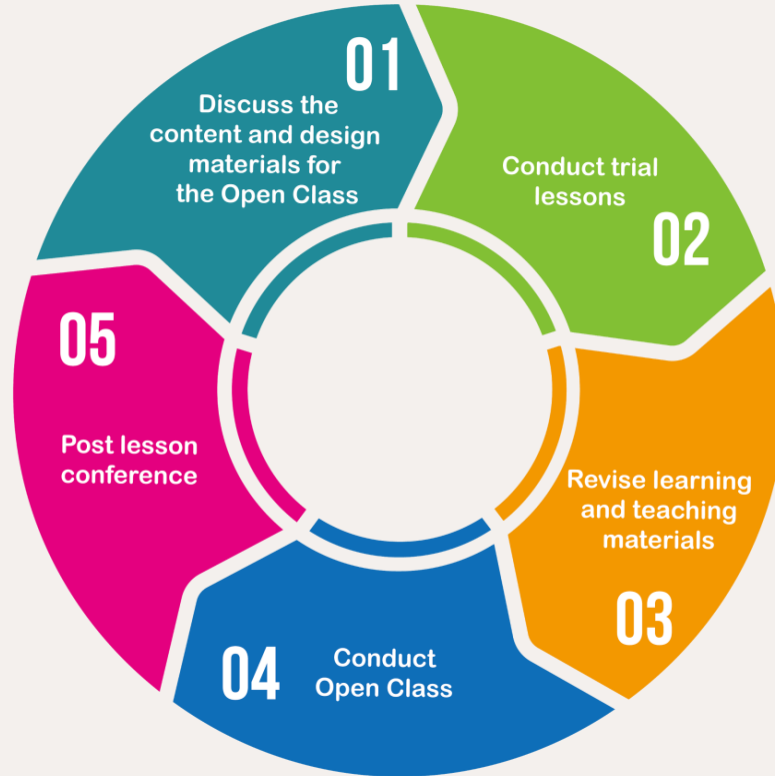 01
Discuss the
content and design
materials for
the Open Class
Conduct trial
lessons
02
Revise learning
and teaching
materials
03
04
Conduct
Open Class
05
Post lesson
conference